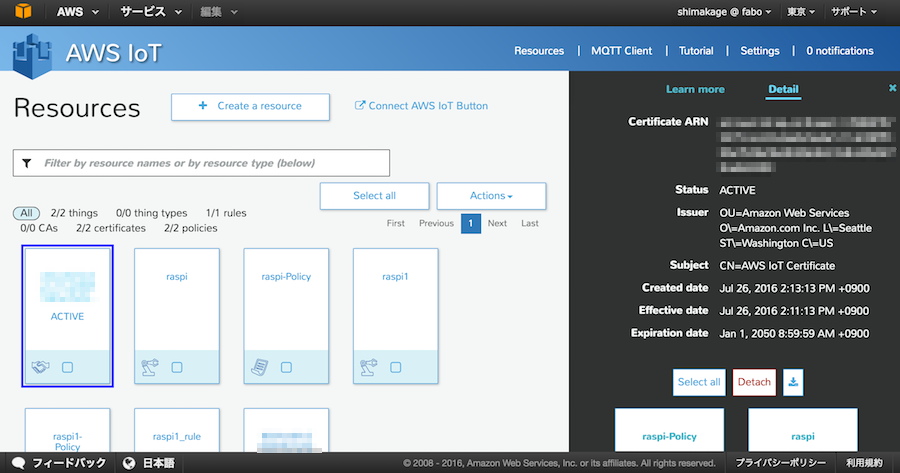 AWS サービス 編集 shimakage @ fabo 東京 サポート
AWS IoT
Resources | MQTT Client | Tutorial | Settings | 0 notifications
Resources
+ Create a resource
Connect AWS IoT Button
Filter by resource names or by resource type (below)
Select all
Actions
All 2/2 things 0/0 thing types 1/1 rules
0/0 CAs 2/2 certificates 2/2 policies
First Previous 1 Next Last
ACTIVE
raspi
raspi-Policy
raspi1
raspi1-
Policy
raspi1_rule
Learn more
Detail
Certificate ARN
Status ACTIVE
Issuer OU=Amazon Web Services
O\=Amazon.com Inc. L\=Seattle
ST\=Washington C\=US
Subject CN=AWS IoT Certificate
Created date Jul 26, 2016 2:13:13 PM +0900
Effective date Jul 26, 2016 2:11:13 PM +0900
Expiration date Jan 1, 2050 8:59:59 AM +0900
Select all
Detach
raspi-Policy
raspi
フィードバック 日本語 © 2008 - 2016, Amazon Web Services, Inc. or its affiliates. All rights reserved. プライバシーポリシー 利用規約